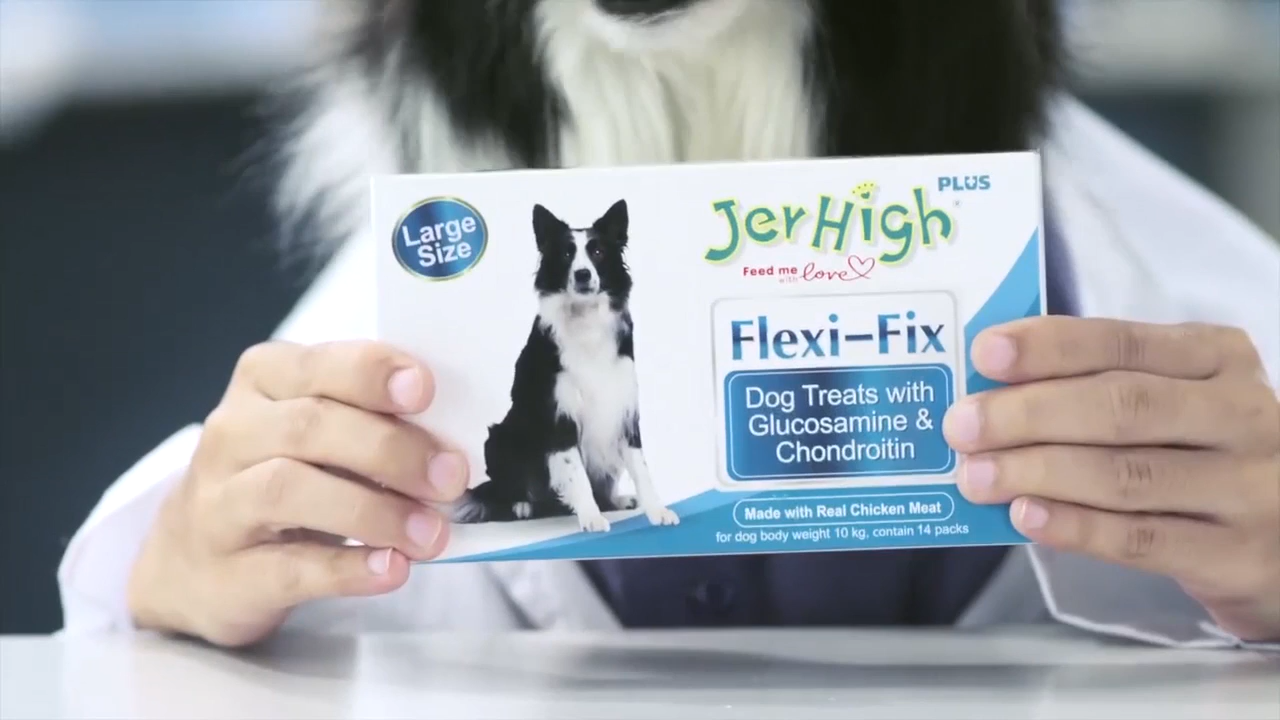 Large
Size
JerHigh PLUS
Feed me with love
Flexi-Fix
Dog Treats with
Glucosamine &
Chondroitin
Made with Real Chicken Meat
for dog body weight 10 kg, contain 14 packs